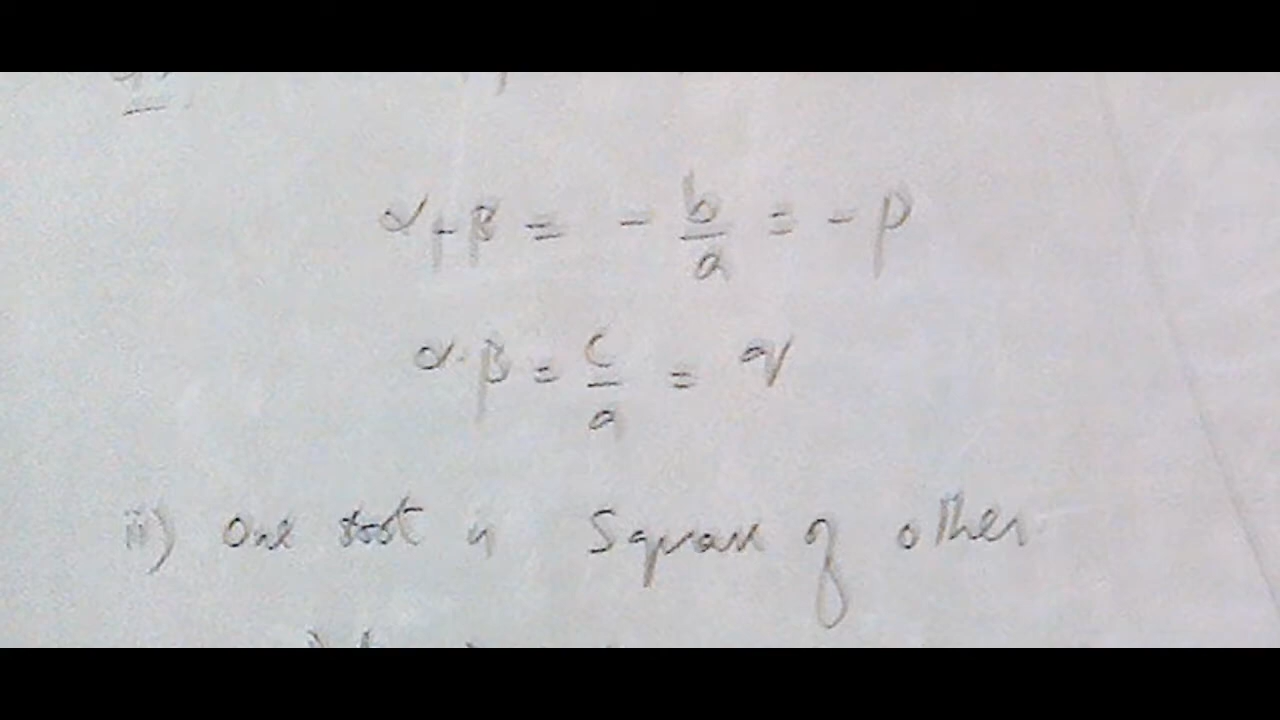 α+β = - b/a = - p
α·β = c/a = q
ii) One root is Square of other